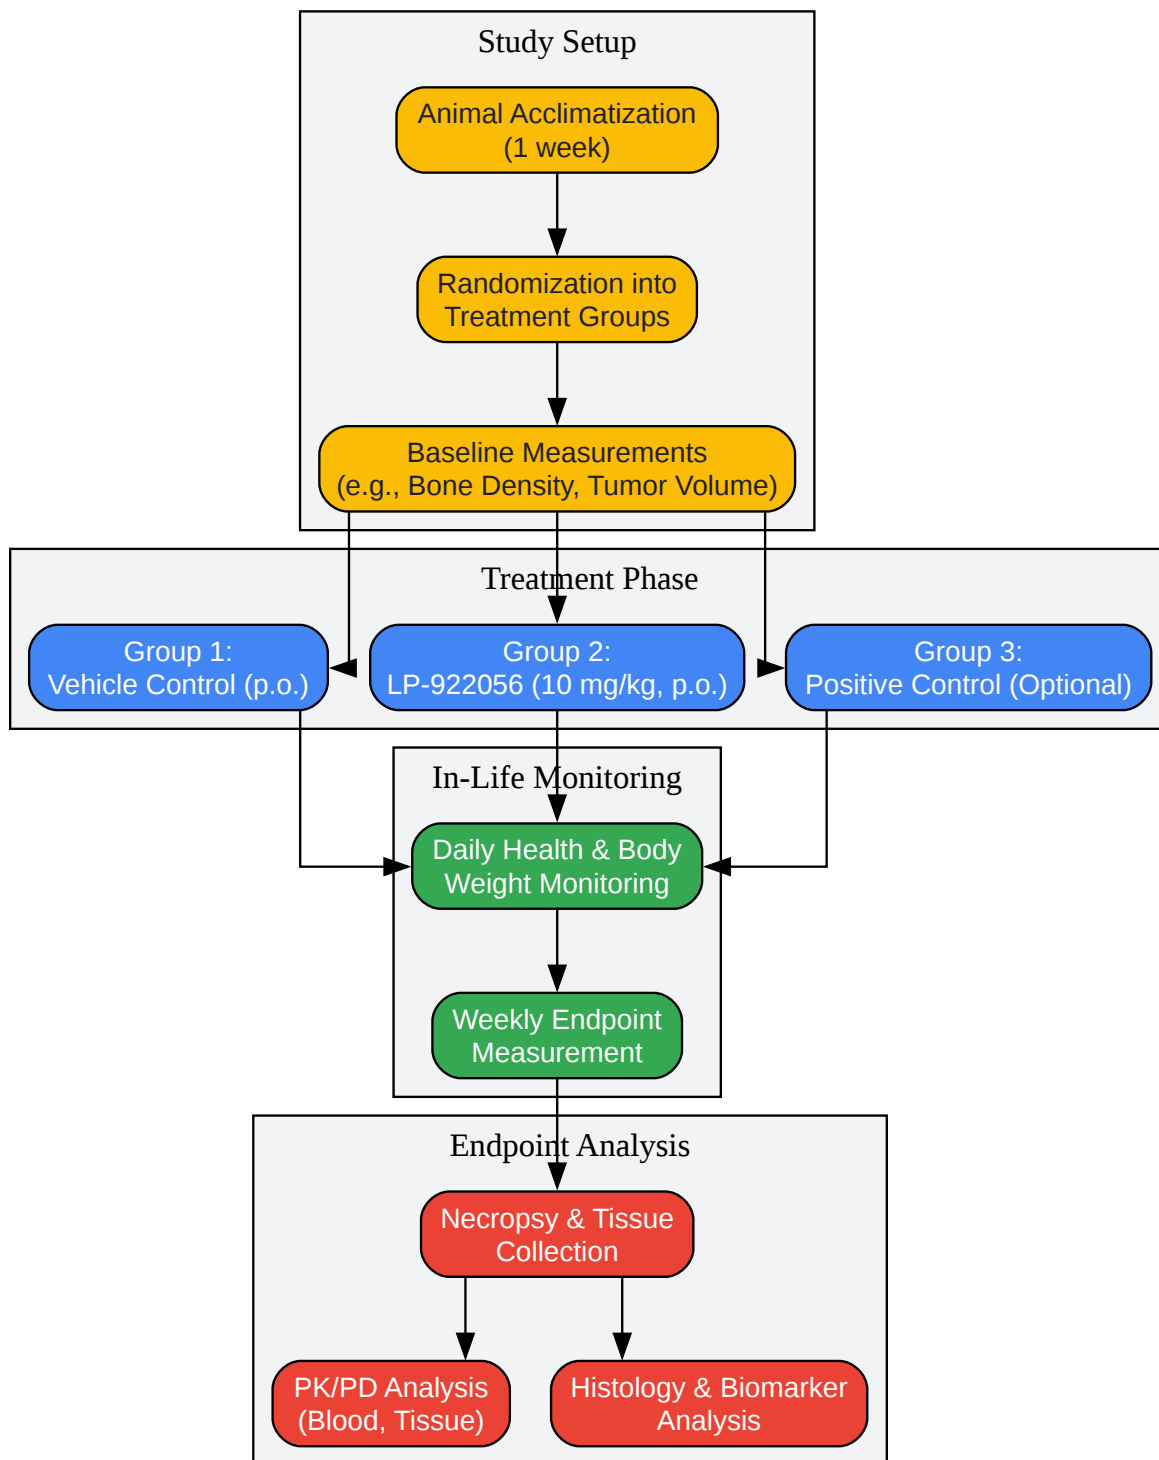 Study Setup
Animal Acclimatization
(1 week)
Randomization into
Treatment Groups
Baseline Measurements
(e.g., Bone Density, Tumor Volume)
Treatment Phase
Group 1:
Vehicle Control (p.o.)
Group 2:
LP-922056 (10 mg/kg, p.o.)
Group 3:
Positive Control (Optional)
In-Life Monitoring
Daily Health & Body
Weight Monitoring
Weekly Endpoint
Measurement
Endpoint Analysis
Necropsy & Tissue
Collection
PK/PD Analysis
(Blood, Tissue)
Histology & Biomarker
Analysis